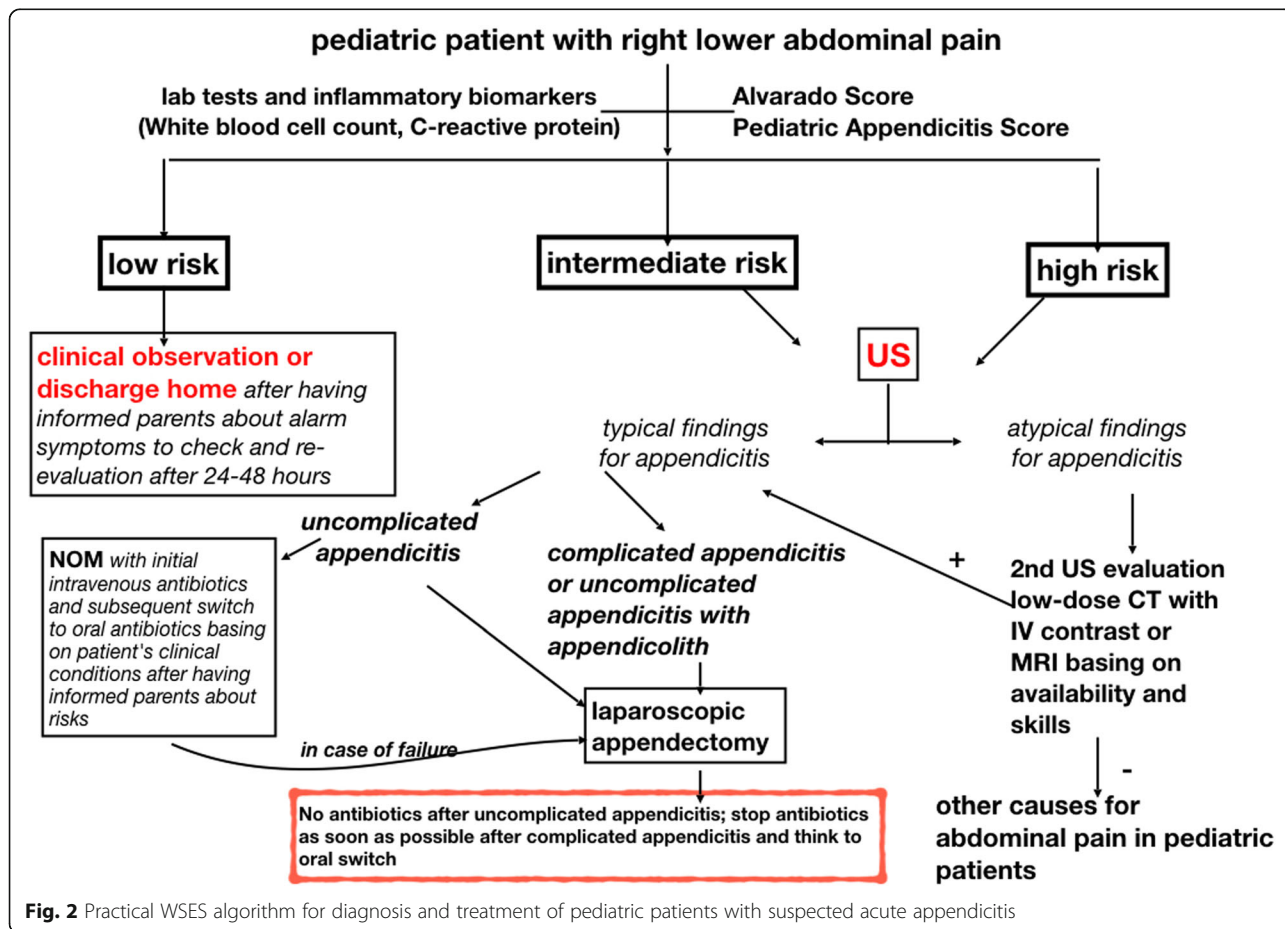 pediatric patient with right lower abdominal pain
lab tests and inflammatory biomarkers
(White blood cell count, C-reactive protein)
Alvarado Score
Pediatric Appendicitis Score
low risk
intermediate risk
high risk
clinical observation or
discharge home after having
informed parents about alarm
symptoms to check and re-
evaluation after 24-48 hours
US
typical findings
for appendicitis
atypical findings
for appendicitis
uncomplicated
appendicitis
complicated appendicitis
or uncomplicated
appendicitis with
appendicolith
NOM with initial
intravenous antibiotics
and subsequent switch
to oral antibiotics basing
on patient's clinical
conditions after having
informed parents about
risks
+
2nd US evaluation
low-dose CT with
IV contrast or
MRI basing on
availability and
skills
in case of failure
laparoscopic
appendectomy
-
No antibiotics after uncomplicated appendicitis; stop antibiotics
as soon as possible after complicated appendicitis and think to
oral switch
other causes for
abdominal pain in pediatric
patients
Fig. 2 Practical WSES algorithm for diagnosis and treatment of pediatric patients with suspected acute appendicitis